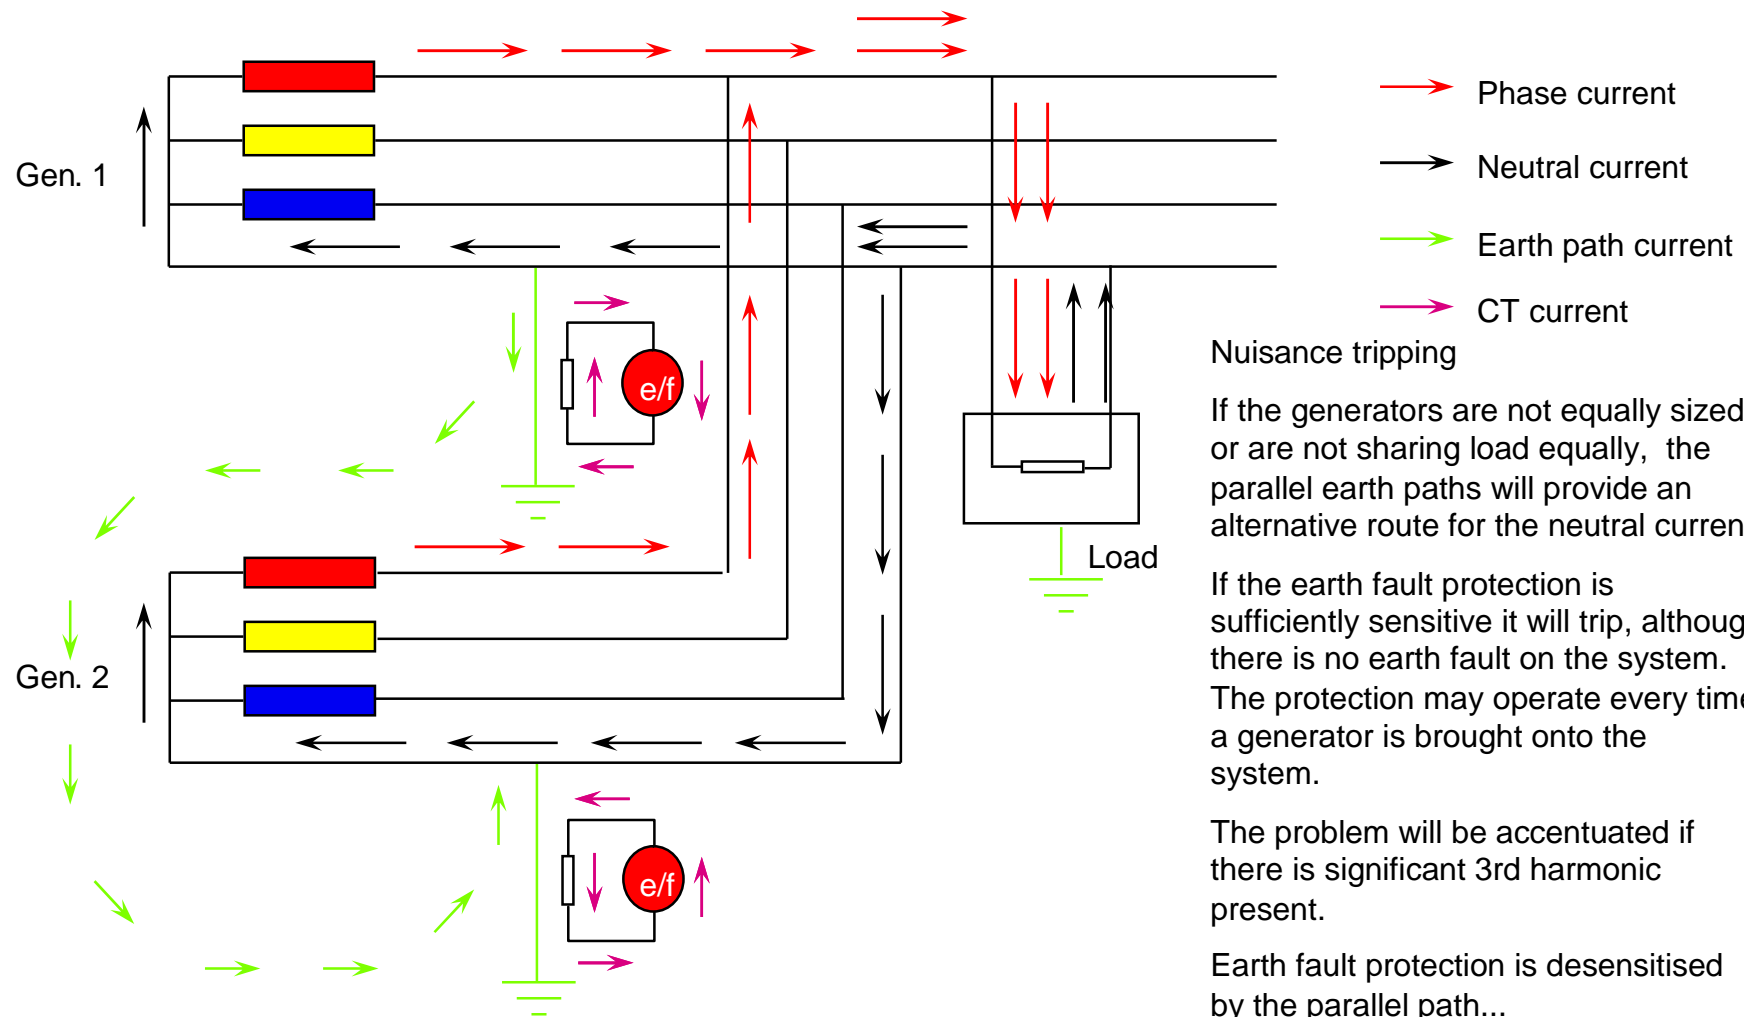 Gen. 1
Phase current
Neutral current
Earth path current
CT current
e/f
Nuisance tripping
If the generators are not equally sized
or are not sharing load equally, the
parallel earth paths will provide an
alternative route for the neutral curren
Load
If the earth fault protection is
sufficiently sensitive it will trip, althoug
there is no earth fault on the system.
The protection may operate every time
a generator is brought onto the
system.
Gen. 2
e/f
The problem will be accentuated if
there is significant 3rd harmonic
present.
Earth fault protection is desensitised
by the parallel path...